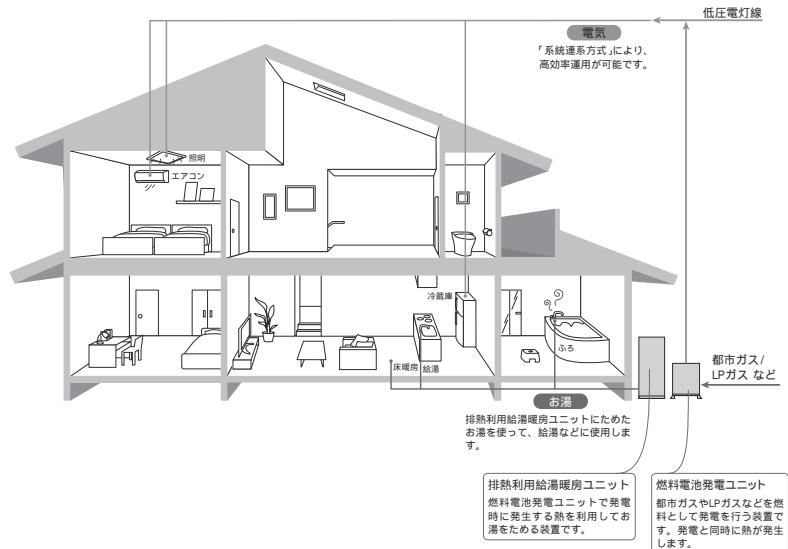 低圧電灯線
電気
「系統連系方式」により、
高効率運用が可能です。
照明
エアコン
冷蔵庫
ふろ
床暖房
給湯
都市ガス/
LPガス など
お湯
排熱利用給湯暖房ユニットにためた
お湯を使って、給湯などに使用しま
す。
排熱利用給湯暖房ユニット
燃料電池発電ユニットで発電
時に発生する熱を利用してお
湯をためる装置です。
燃料電池発電ユニット
都市ガスやLPガスなどを燃
料として発電を行う装置で
す。発電と同時に熱が発生
します。